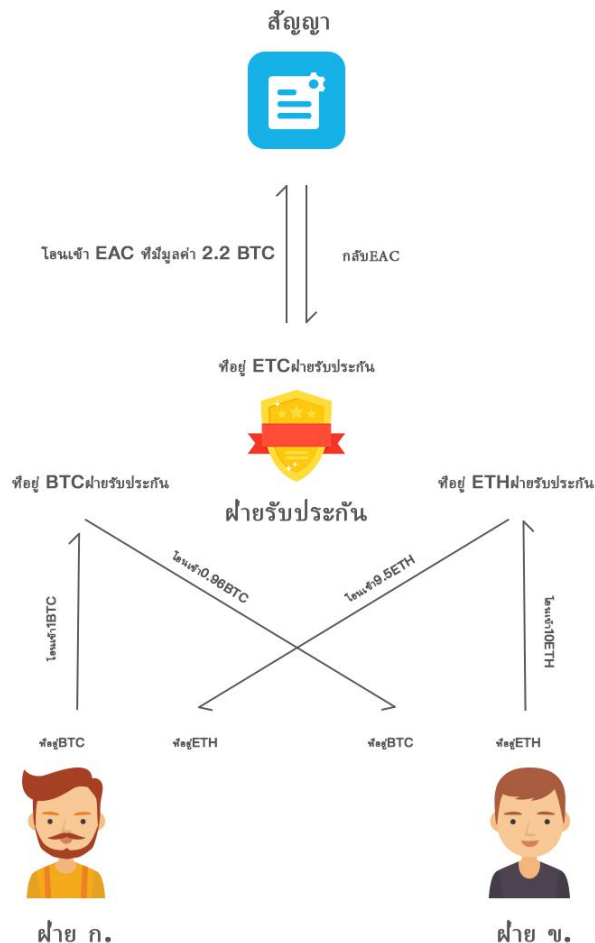 สัญญา
โอนเข้า EAC ที่มีมูลค่า 2.2 BTC
กลับEAC
ที่อยู่ ETCฝ่ายรับประกัน
ที่อยู่ BTCฝ่ายรับประกัน
ที่อยู่ ETHฝ่ายรับประกัน
ฝ่ายรับประกัน
โอนเข้า1BTC
โอนเข้า0.96BTC
โอนเข้า9.5ETH
โอนเข้า10ETH
ที่อยู่BTC
ที่อยู่ETH
ที่อยู่BTC
ที่อยู่ETH
ฝ่าย ก.
ฝ่าย ข.